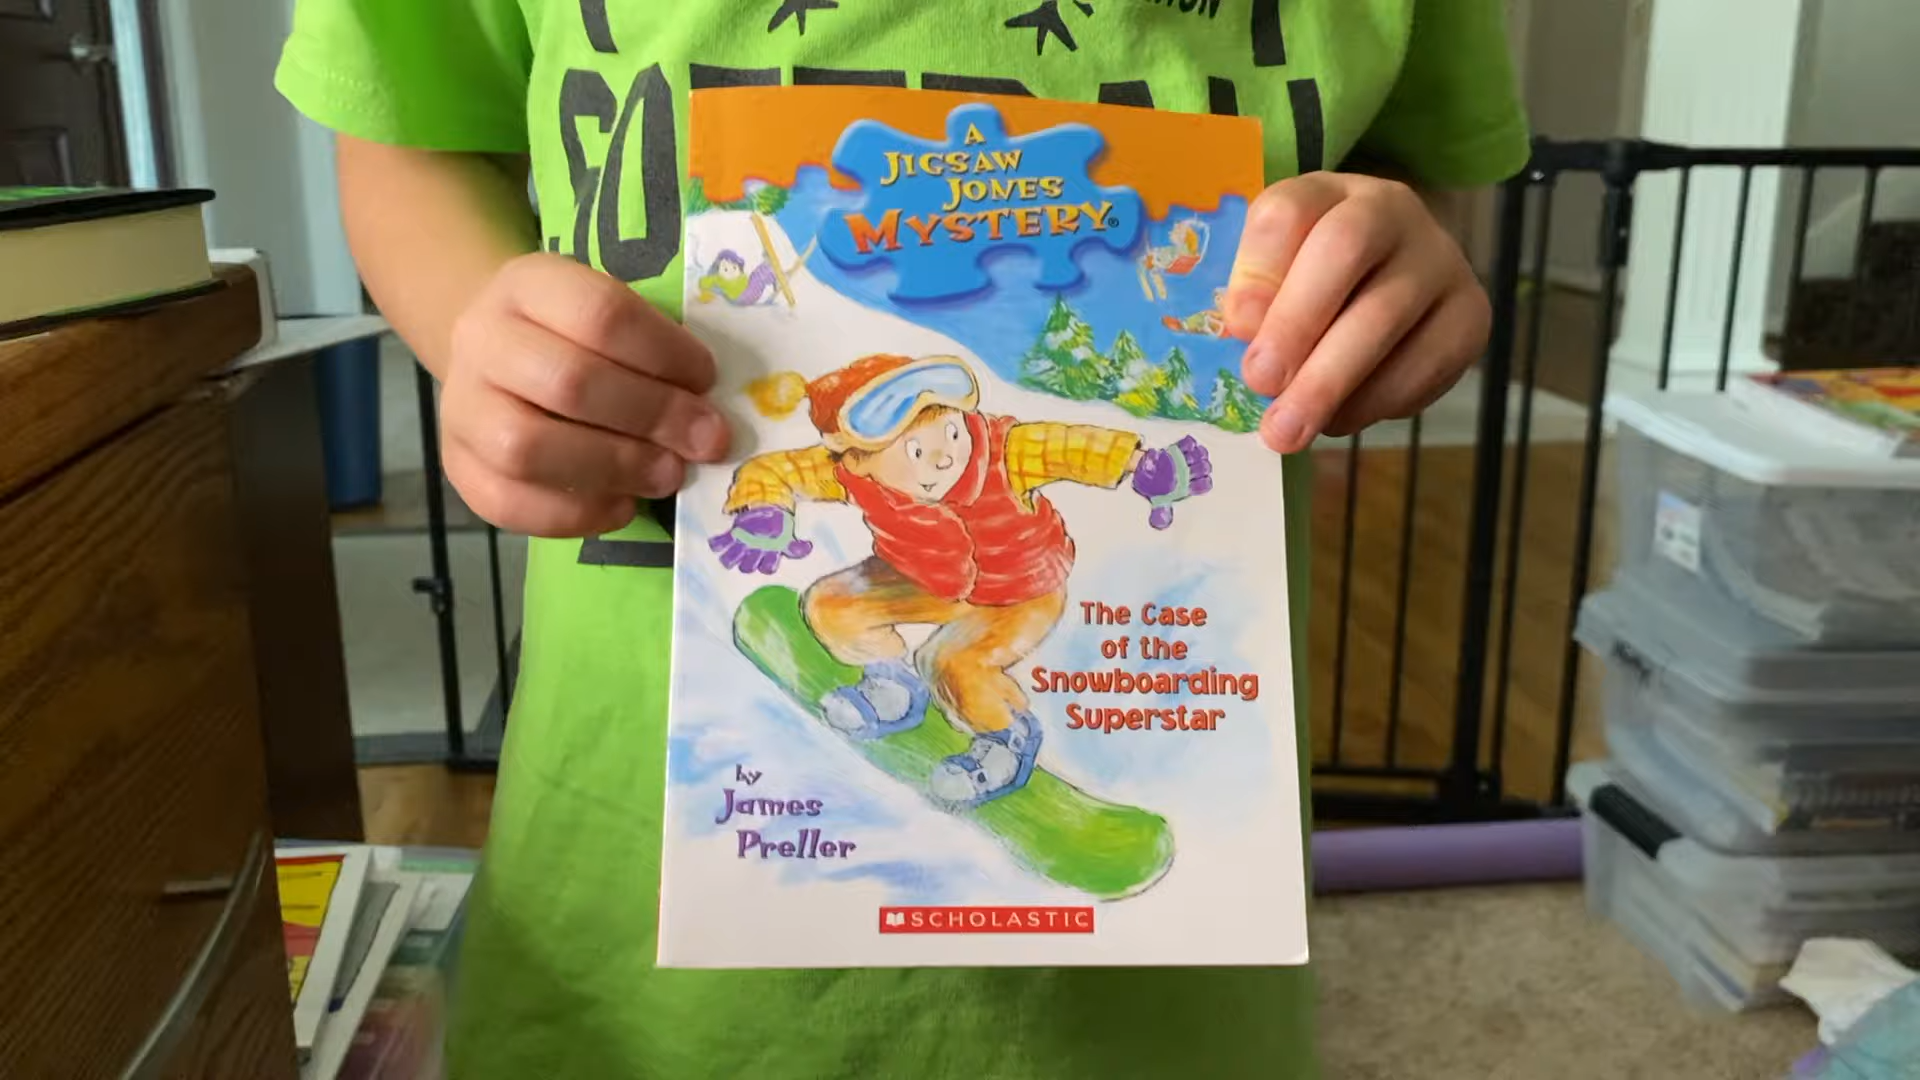 A
JIGSAW
JONES
MYSTERY®
The Case
of the
Snowboarding
Superstar
by
James
Preller
SCHOLASTIC